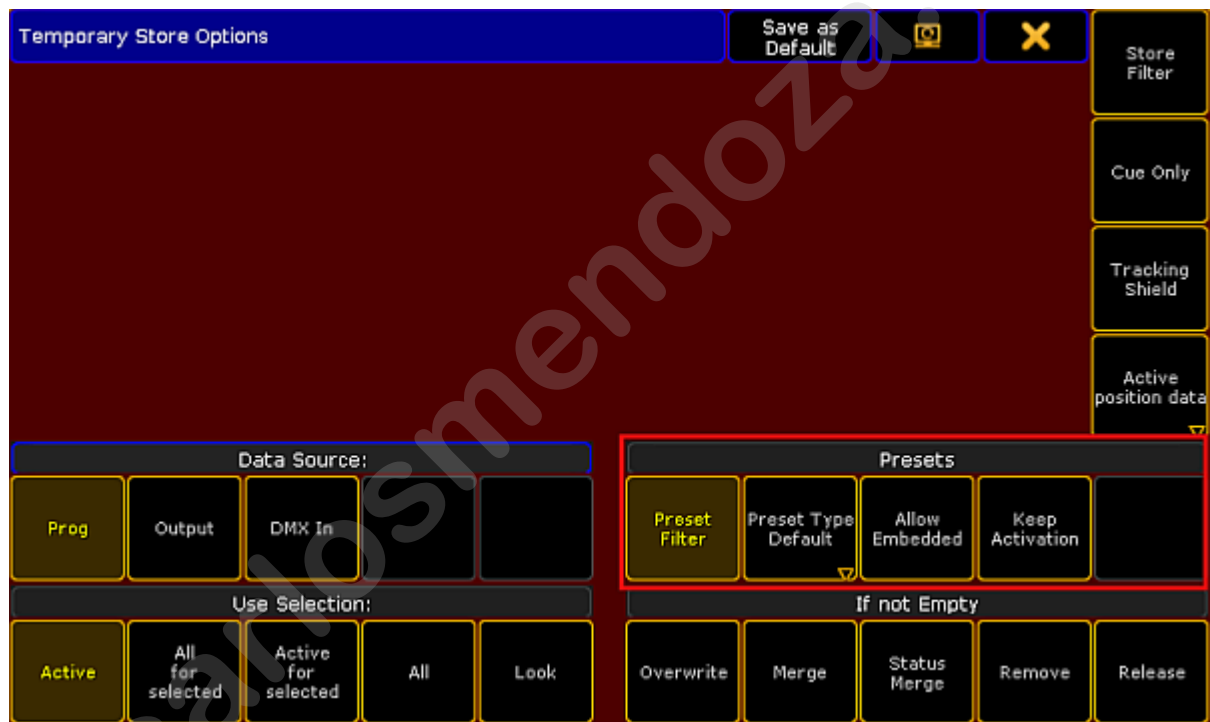 Temporary Store Options
Save as
Default
Store
Filter
Cue Only
Tracking
Shield
Active
position data
Data Source:
Prog
Output
DMX In
Presets
Preset
Filter
Preset Type
Default
Allow
Embedded
Keep
Activation
Use Selection:
Active
All
for
selected
Active
for
selected
All
Look
If not Empty
Overwrite
Merge
Status
Merge
Remove
Release
arlosmendoza.